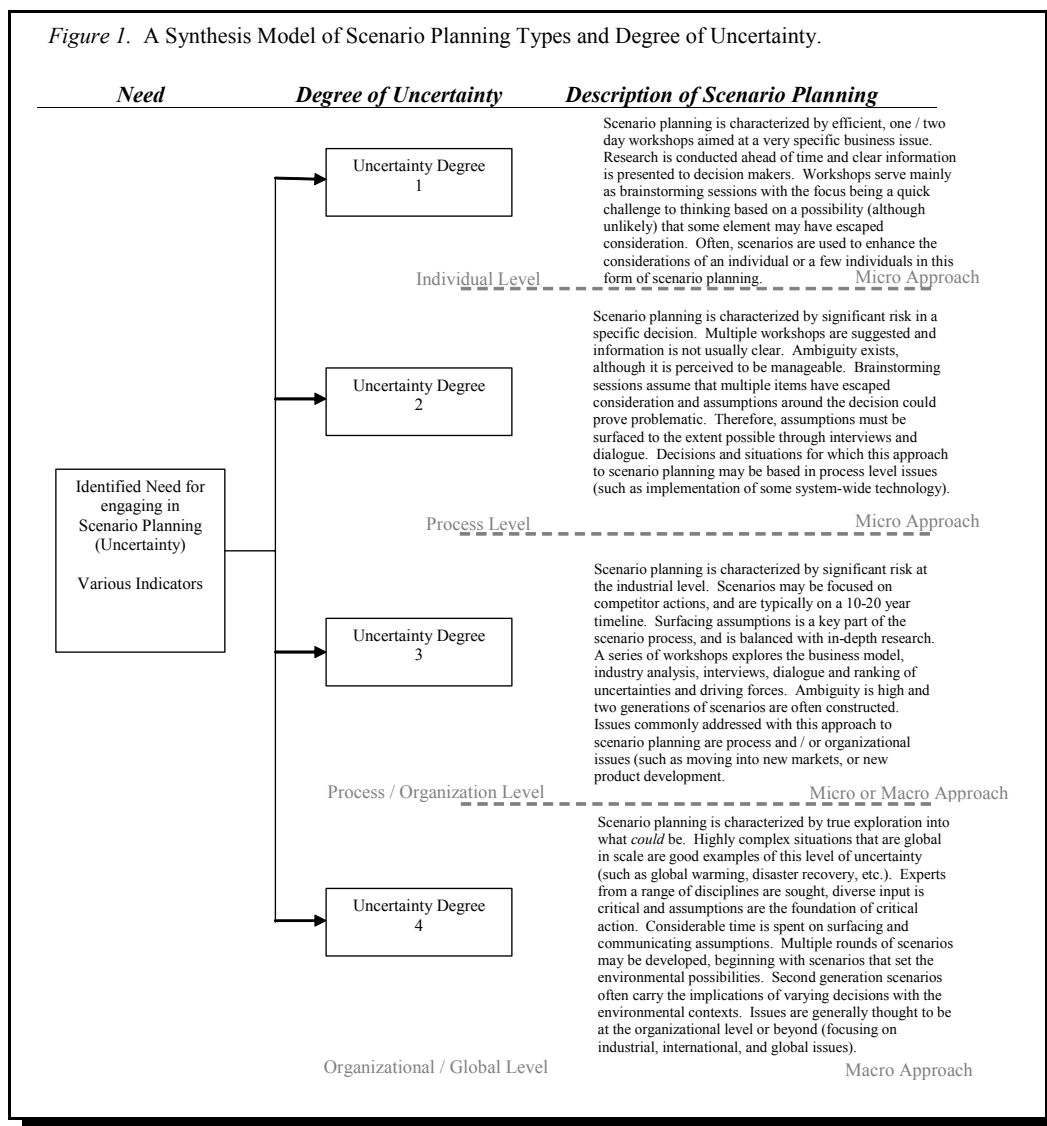 Figure 1. A Synthesis Model of Scenario Planning Types and Degree of Uncertainty.
Need Degree of Uncertainty Description of Scenario Planning
Identified Need for
engaging in
Scenario Planning
(Uncertainty)
Various Indicators
Uncertainty Degree
1
Scenario planning is characterized by efficient, one / two
day workshops aimed at a very specific business issue.
Research is conducted ahead of time and clear information
is presented to decision makers. Workshops serve mainly
as brainstorming sessions with the focus being a quick
challenge to thinking based on a possibility (although
unlikely) that some element may have escaped
consideration. Often, scenarios are used to enhance the
considerations of an individual or a few individuals in this
form of scenario planning.
Individual Level Micro Approach
Uncertainty Degree
2
Scenario planning is characterized by significant risk in a
specific decision. Multiple workshops are suggested and
information is not usually clear. Ambiguity exists,
although it is perceived to be manageable. Brainstorming
sessions assume that multiple items have escaped
consideration and assumptions around the decision could
prove problematic. Therefore, assumptions must be
surfaced to the extent possible through interviews and
dialogue. Decisions and situations for which this approach
to scenario planning may be based in process level issues
(such as implementation of some system-wide technology).
Process Level Micro Approach
Uncertainty Degree
3
Scenario planning is characterized by significant risk at
the industrial level. Scenarios may be focused on
competitor actions, and are typically on a 10-20 year
timeline. Surfacing assumptions is a key part of the
scenario process, and is balanced with in-depth research.
A series of workshops explores the business model,
industry analysis, interviews, dialogue and ranking of
uncertainties and driving forces. Ambiguity is high and
two generations of scenarios are often constructed.
Issues commonly addressed with this approach to
scenario planning are process and / or organizational
issues (such as moving into new markets, or new
product development.
Process / Organization Level Micro or Macro Approach
Uncertainty Degree
4
Scenario planning is characterized by true exploration into
what could be. Highly complex situations that are global
in scale are good examples of this level of uncertainty
(such as global warming, disaster recovery, etc.). Experts
from a range of disciplines are sought, diverse input is
critical and assumptions are the foundation of critical
action. Considerable time is spent on surfacing and
communicating assumptions. Multiple rounds of scenarios
may be developed, beginning with scenarios that set the
environmental possibilities. Second generation scenarios
often carry the implications of varying decisions with the
environmental contexts. Issues are generally thought to be
at the organizational level or beyond (focusing on
industrial, international, and global issues).
Organizational / Global Level Macro Approach